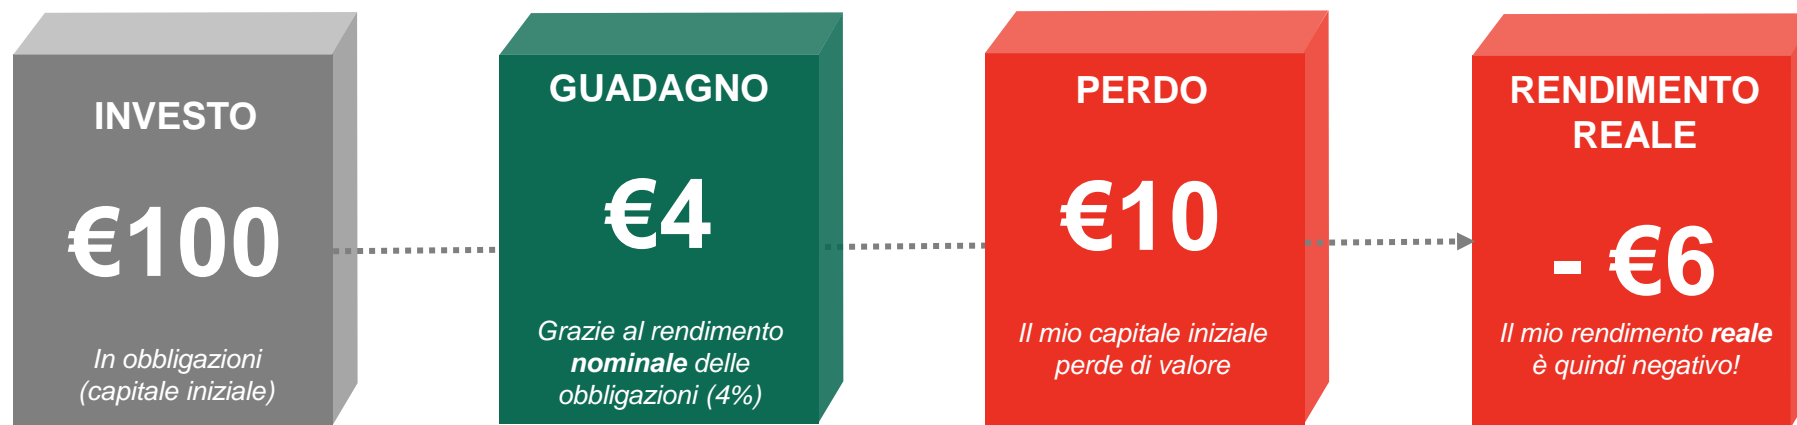 INVESTO
€100
In obbligazioni
(capitale iniziale)
GUADAGNO
€4
Grazie al rendimento
nominale delle
obbligazioni (4%)
PERDO
€10
Il mio capitale iniziale
perde di valore
RENDIMENTO
REALE
- €6
Il mio rendimento reale
è quindi negativo!